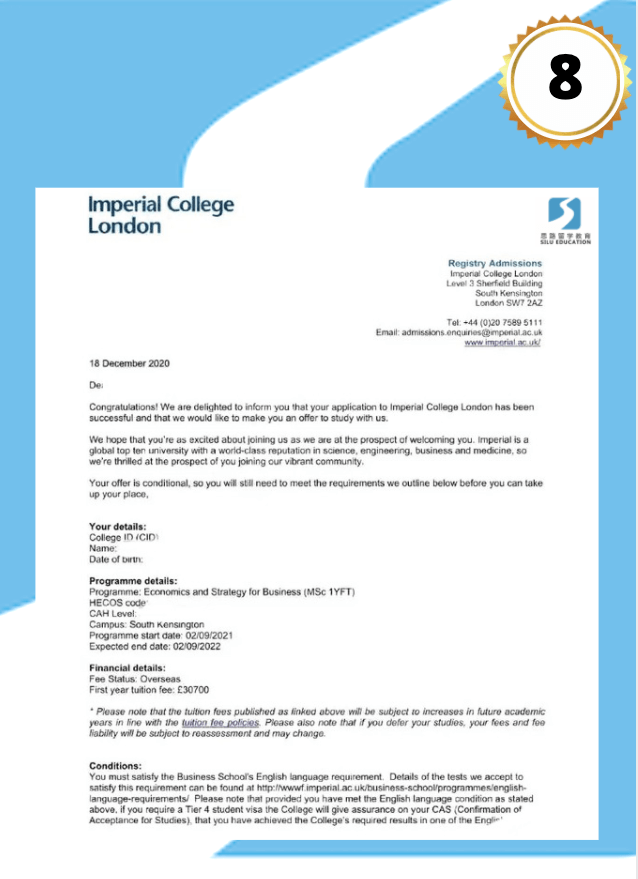 8
Imperial College
London
思路留学教育
SILU EDUCATION
Registry Admissions
Imperial College London
Level 3 Sherfield Building
South Kensington
London SW7 2AZ
Tel: +44 (0)20 7589 5111
Email: admissions.enquiries@imperial.ac.uk
www.imperial.ac.uk/
18 December 2020
De
Congratulations! We are delighted to inform you that your application to Imperial College London has been
successful and that we would like to make you an offer to study with us.
We hope that you're as excited about joining us as we are at the prospect of welcoming you. Imperial is a
global top ten university with a world-class reputation in science, engineering, business and medicine, so
we're thrilled at the prospect of you joining our vibrant community.
Your offer is conditional, so you will still need to meet the requirements we outline below before you can take
up your place,
Your details:
College ID (CID)
Name:
Date of birth:
Programme details:
Programme: Economics and Strategy for Business (MSc 1YFT)
HECOS code
CAH Level:
Campus: South Kensington
Programme start date: 02/09/2021
Expected end date: 02/09/2022
Financial details:
Fee Status: Overseas
First year tuition fee: £30700
* Please note that the tuition fees published as linked above will be subject to increases in future academic
years in line with the tuition fee policies. Please also note that if you defer your studies, your fees and fee
liability will be subject to reassessment and may change.
Conditions:
You must satisfy the Business School's English language requirement. Details of the tests we accept to
satisfy this requirement can be found at http://wwwf.imperial.ac.uk/business-school/programmes/english-
language-requirements/ Please note that provided you have met the English language condition as stated
above, if you require a Tier 4 student visa the College will give assurance on your CAS (Confirmation of
Acceptance for Studies), that you have achieved the College's required results in one of the Englis